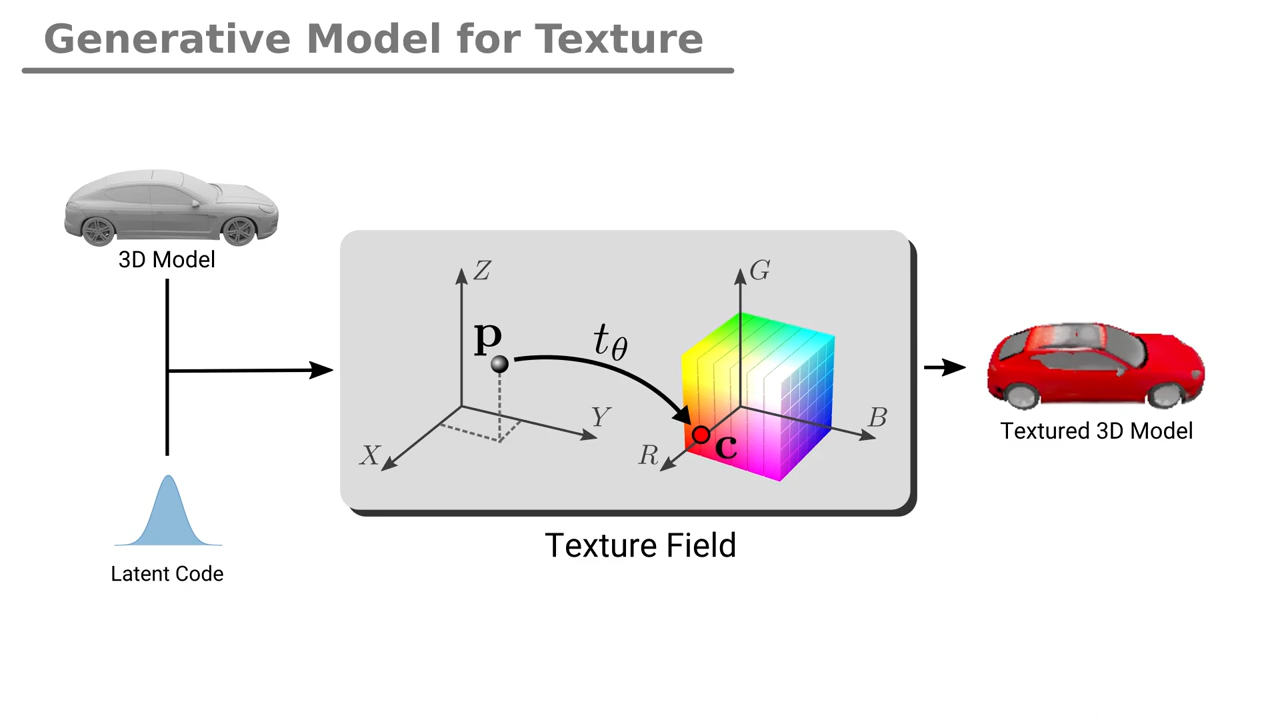 Generative Model for Texture
3D Model
Latent Code
Z
p
Y
X
t_θ
G
B
R
c
Texture Field
Textured 3D Model